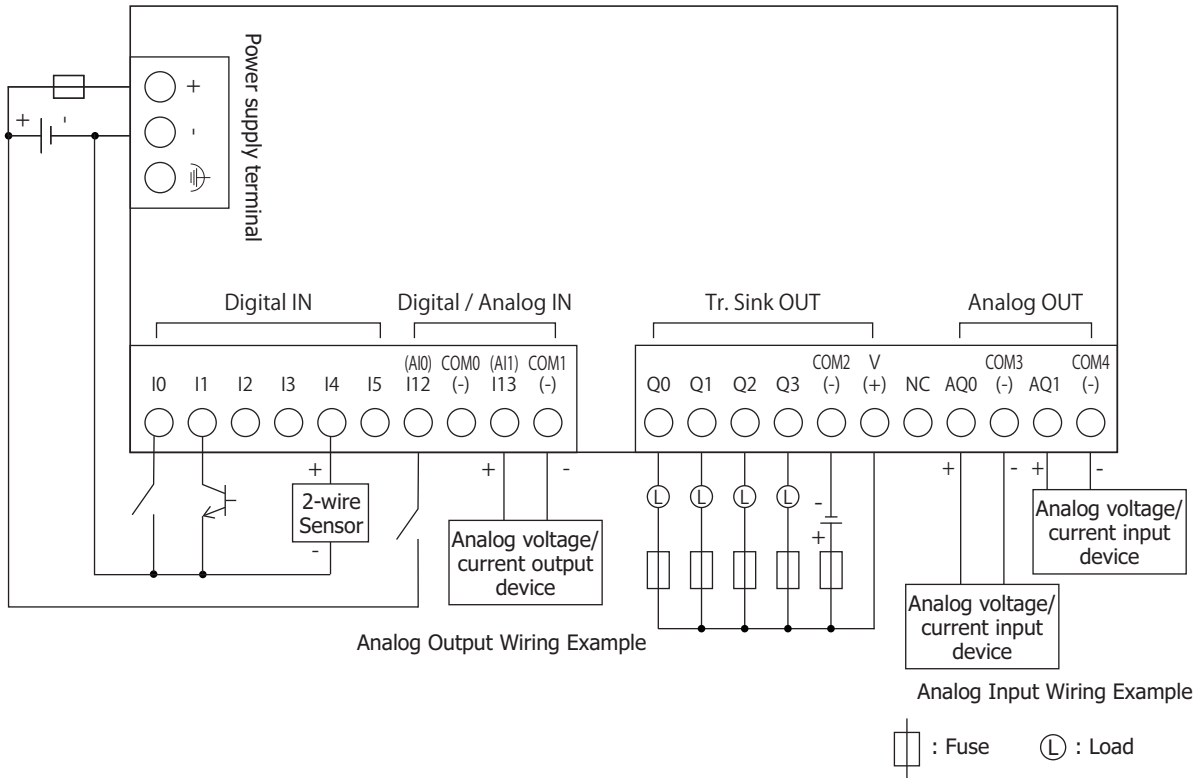 Power supply terminal
+
-
+ -
Digital IN
Digital / Analog IN
Tr. Sink OUT
Analog OUT
(AI0) COM0 (AI1) COM1
I0 I1 I2 I3 I4 I5 I12 (-) I13 (-)
COM2 V COM3 COM4
Q0 Q1 Q2 Q3 (-) (+) NC AQ0 (-) AQ1 (-)
+
2-wire
Sensor
-
+ -
Analog voltage/
current output
device
Analog Output Wiring Example
L L L L
-
+
+ - + -
Analog voltage/
current input
device
Analog voltage/
current input
device
Analog Input Wiring Example
: Fuse
L : Load